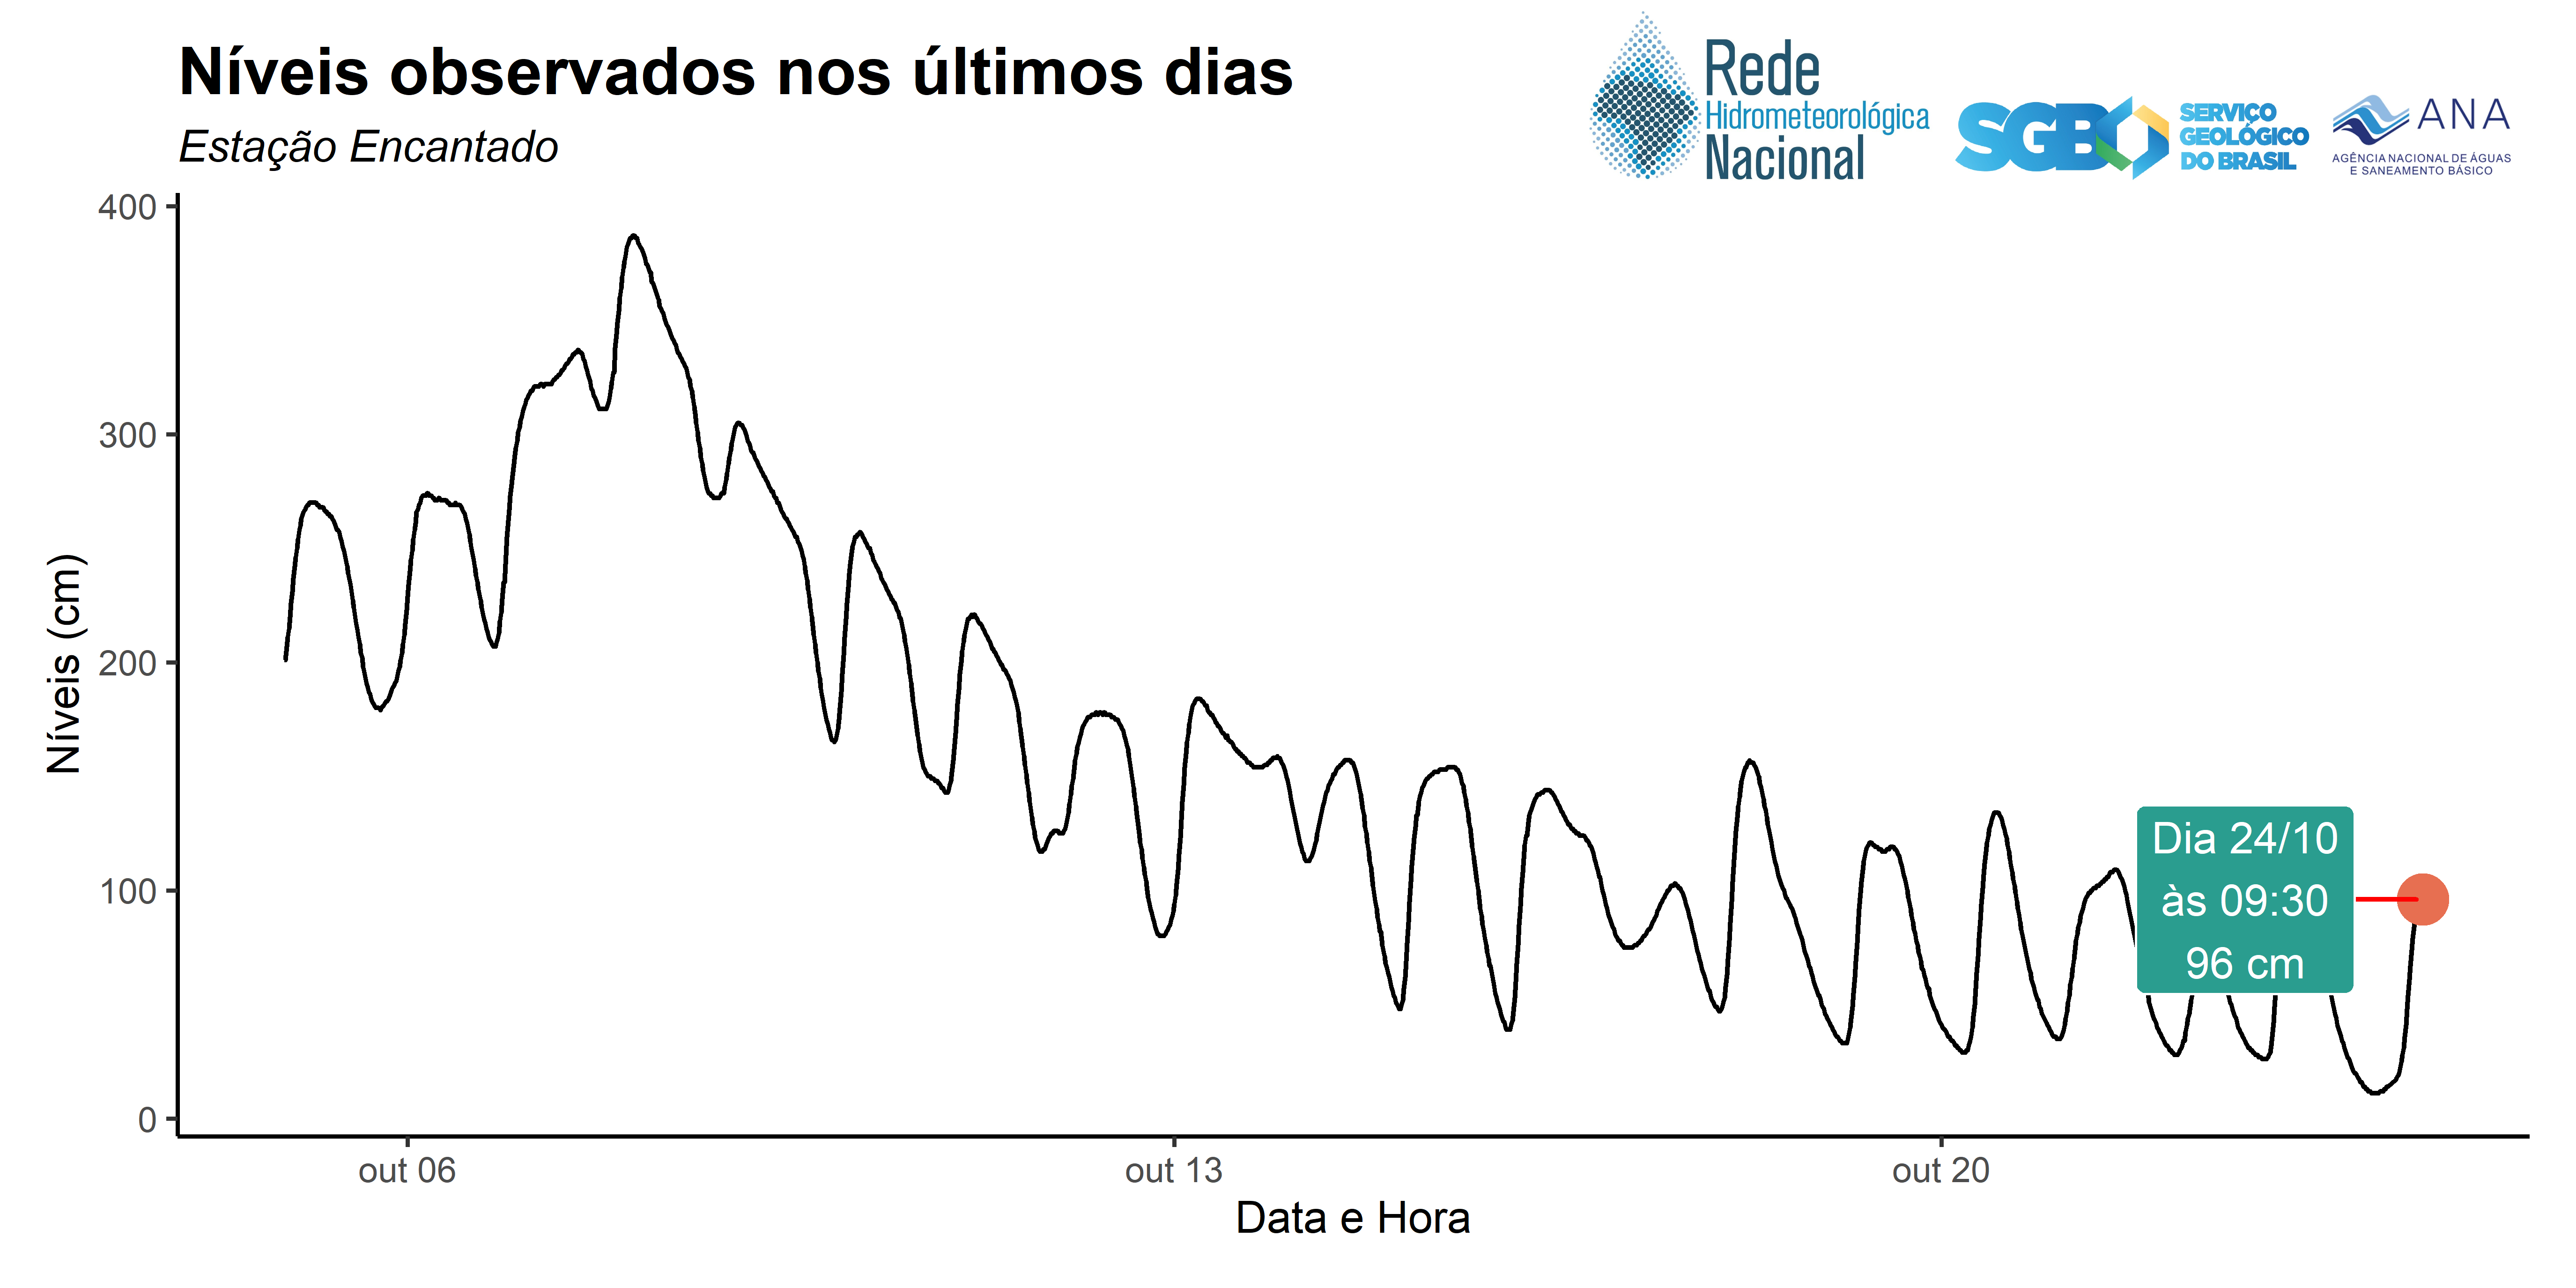 Níveis observados nos últimos dias
Estação Encantado
Rede
Hidrometeorológica
Nacional
SGB
SERVIÇO
GEOLÓGICO
DO BRASIL
ANA
AGÊNCIA NACIONAL DE ÁGUAS
E SANEAMENTO BÁSICO
Níveis (cm)
400
300
200
100
0
Dia 24/10
às 09:30
96 cm
out 06
out 13
out 20
Data e Hora